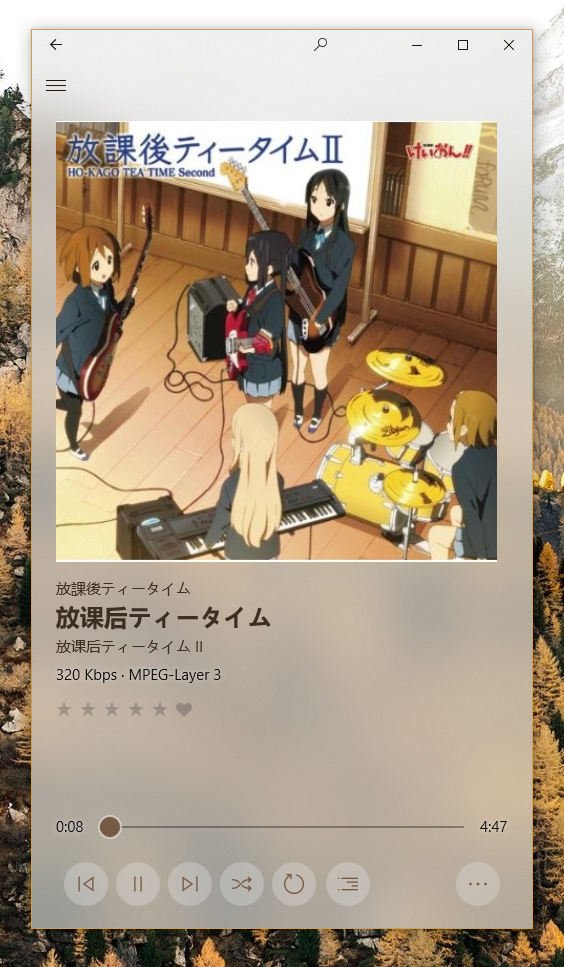 放課後ティータイムⅡ
HO-KAGO TEA TIME Second
けいおん!!
放課後ティータイム
放课后ティータイム
放课后ティータイム II
320 Kbps · MPEG-Layer 3
0:08
4:47